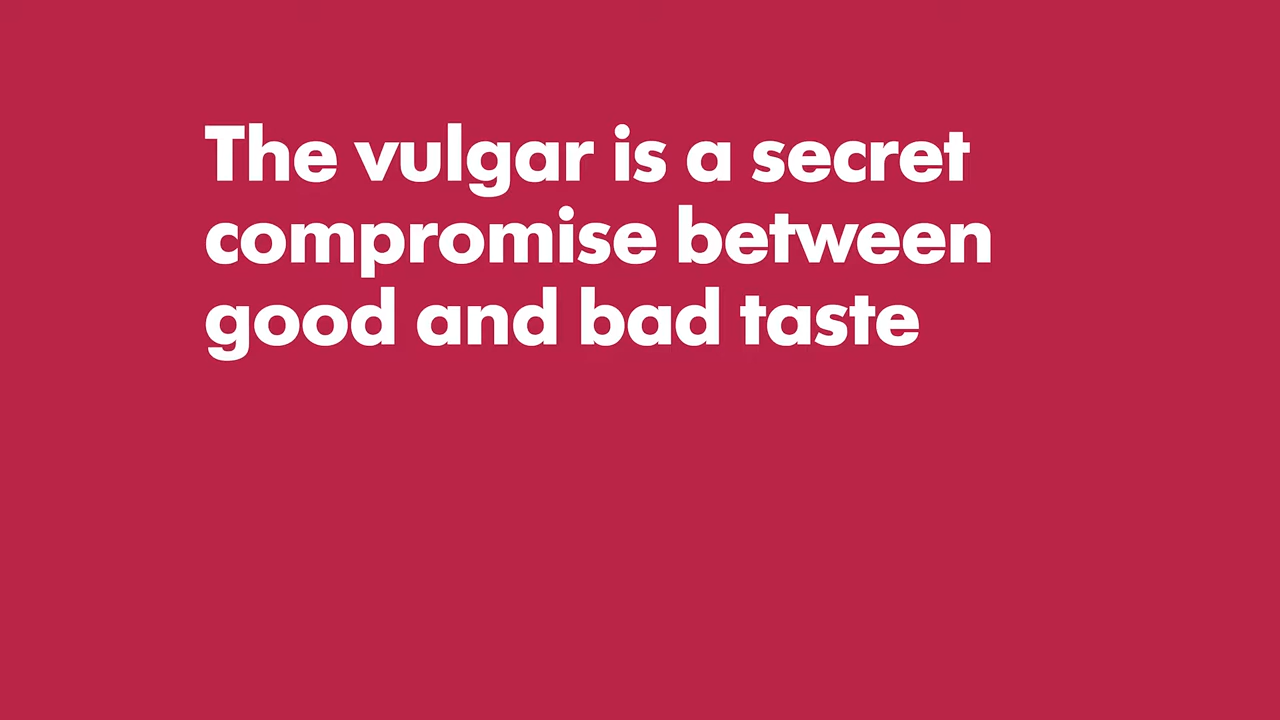 The vulgar is a secret
compromise between
good and bad taste